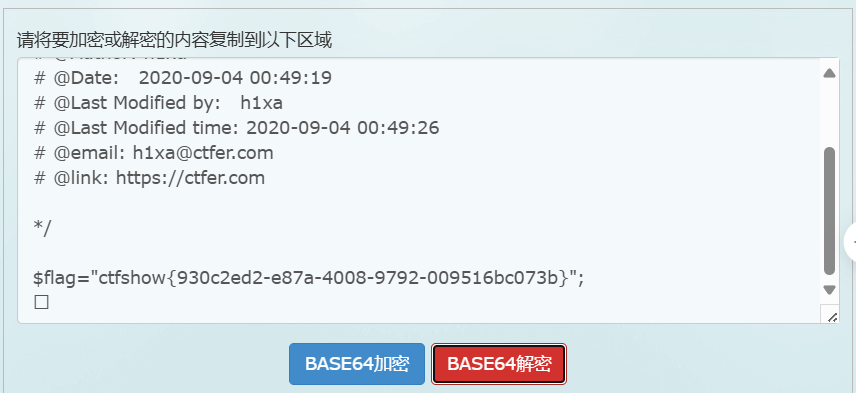 请将要加密或解密的内容复制到以下区域
# @Date:   2020-09-04 00:49:19
# @Last Modified by:   h1xa
# @Last Modified time: 2020-09-04 00:49:26
# @email: h1xa@ctfer.com
# @link: https://ctfer.com
*/
$flag="ctfshow{930c2ed2-e87a-4008-9792-009516bc073b}";
BASE64加密 BASE64解密